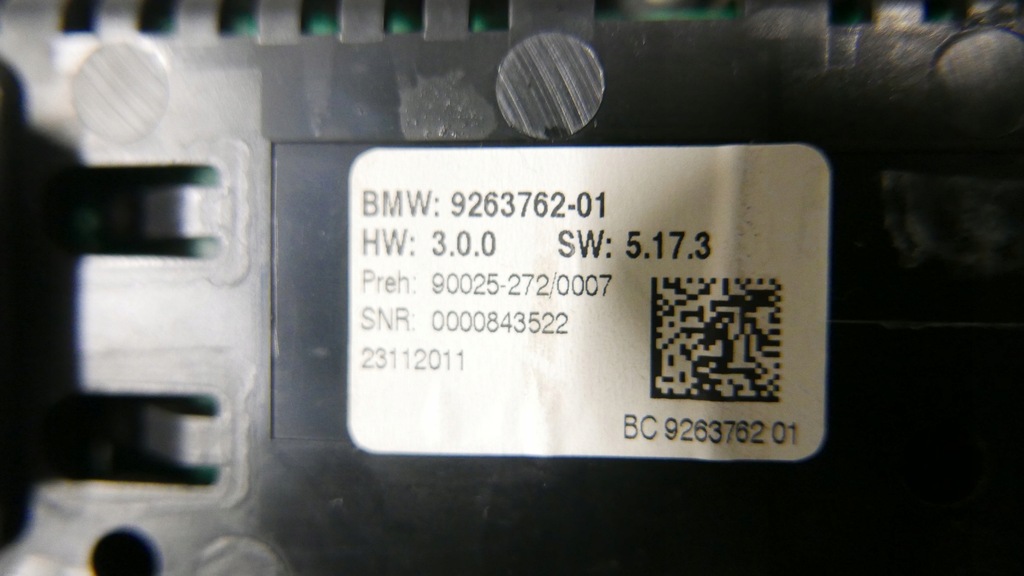 BMW: 9263762-01
HW: 3.0.0 SW: 5.17.3
Preh: 90025-272/0007
SNR: 0000843522
23112011
BC 9263762 01